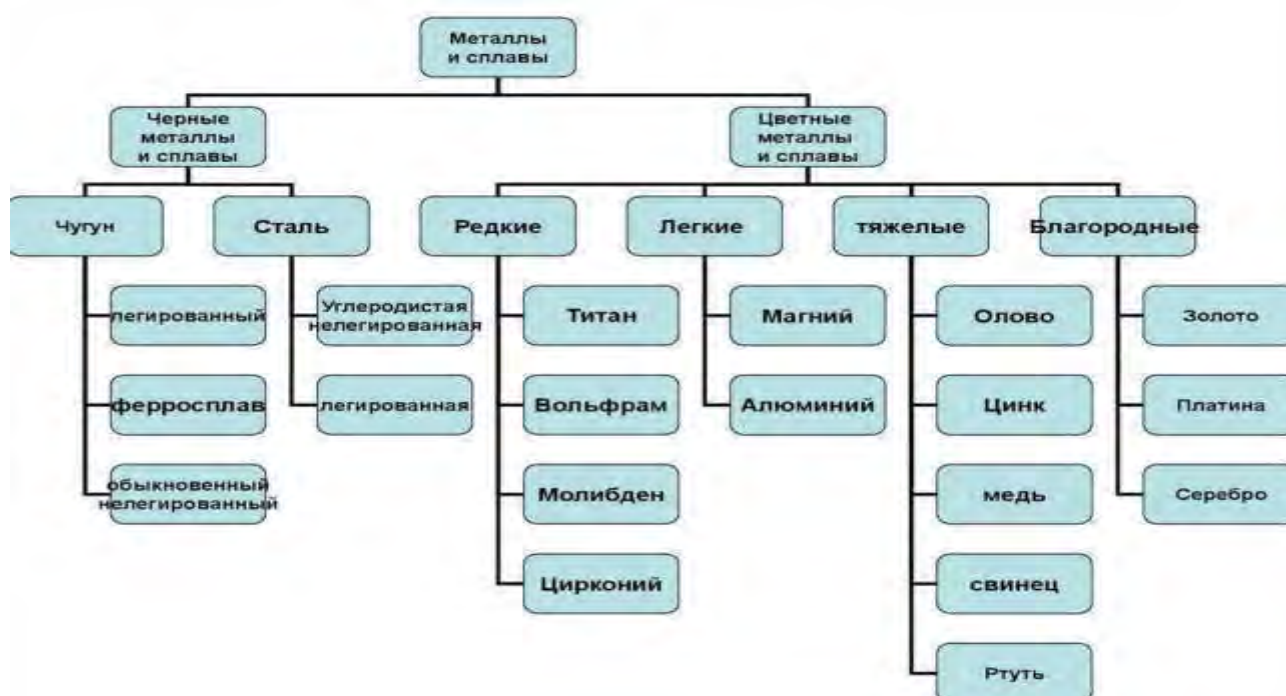 Металлы
и сплавы
Черные
металлы
и сплавы
Цветные
металлы
и сплавы
Чугун
Сталь
Редкие
Легкие
тяжелые
Благородные
легированный
Углеродистая
нелегированная
Титан
Магний
Олово
Золото
ферросплав
легированная
Вольфрам
Алюминий
Цинк
Платина
обыкновенный
нелегированный
Молибден
медь
Серебро
Цирконий
свинец
Ртуть